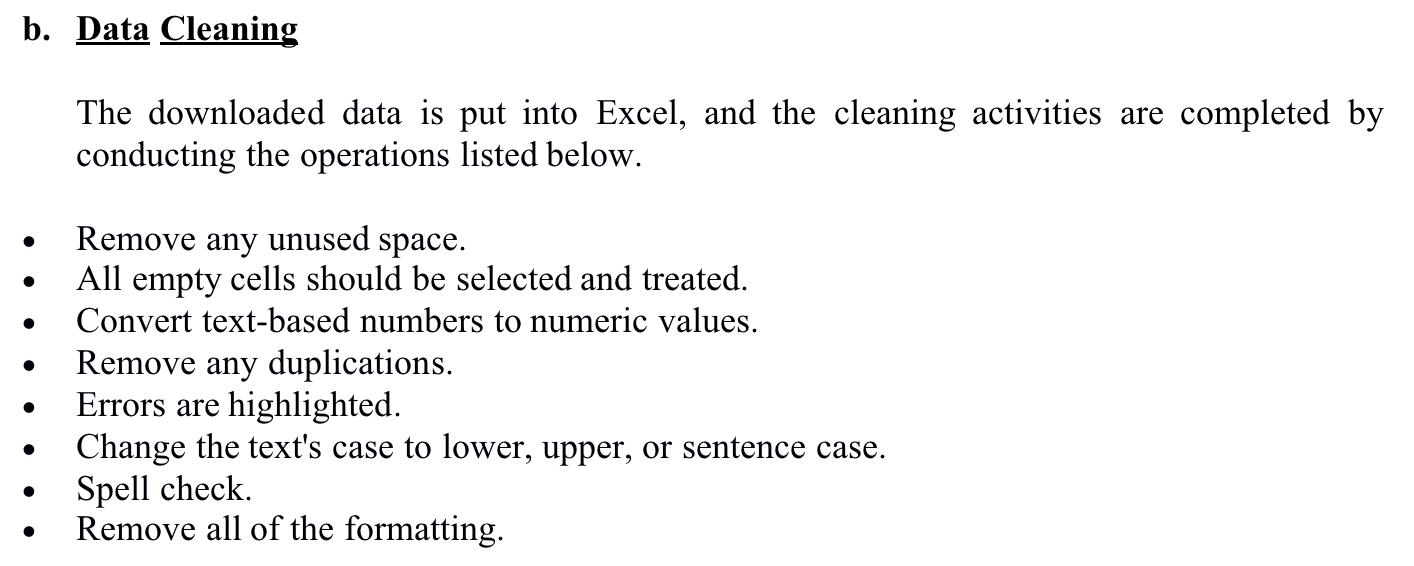 b. Data Cleaning
The downloaded data is put into Excel, and the cleaning activities are completed by
conducting the operations listed below.
• Remove any unused space.
• All empty cells should be selected and treated.
• Convert text-based numbers to numeric values.
• Remove any duplications.
• Errors are highlighted.
• Change the text's case to lower, upper, or sentence case.
• Spell check.
• Remove all of the formatting.